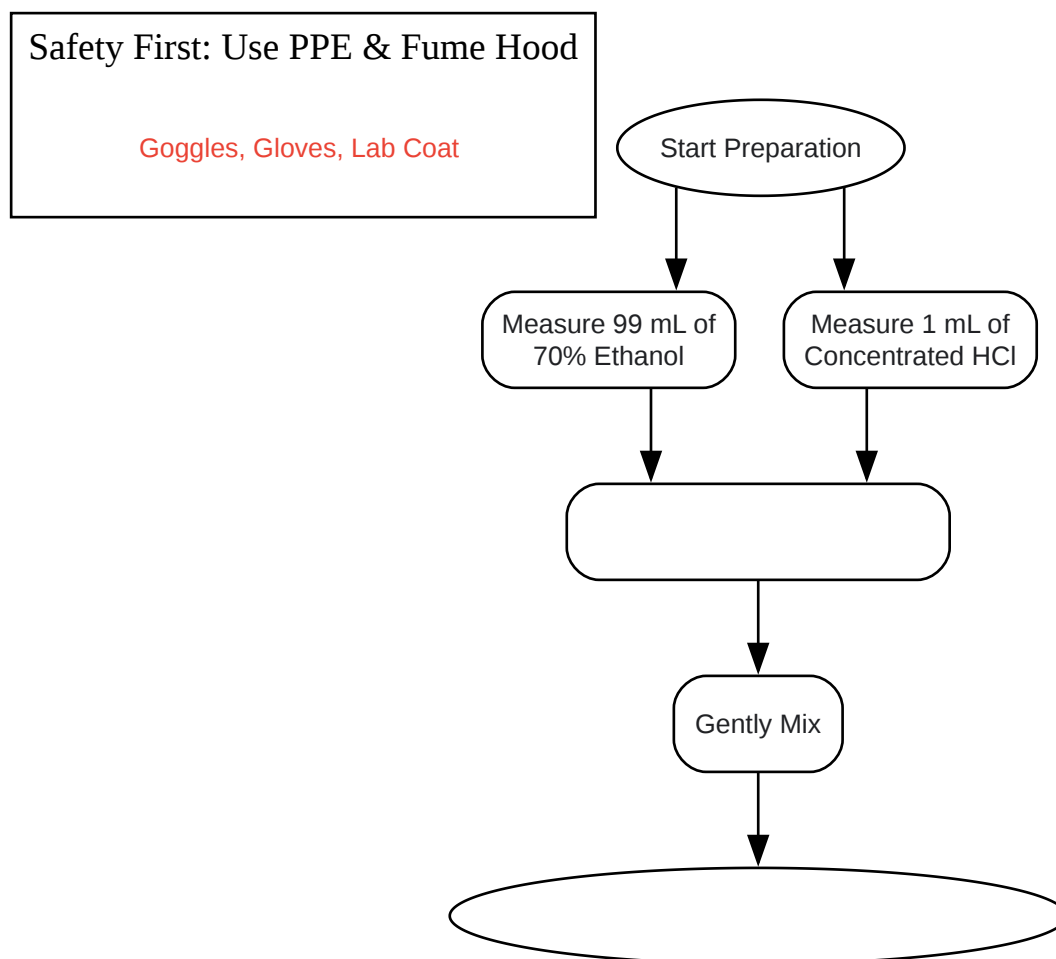 Safety First: Use PPE & Fume Hood
Goggles, Gloves, Lab Coat
Start Preparation
Measure 99 mL of
70% Ethanol
Measure 1 mL of
Concentrated HCl
Gently Mix